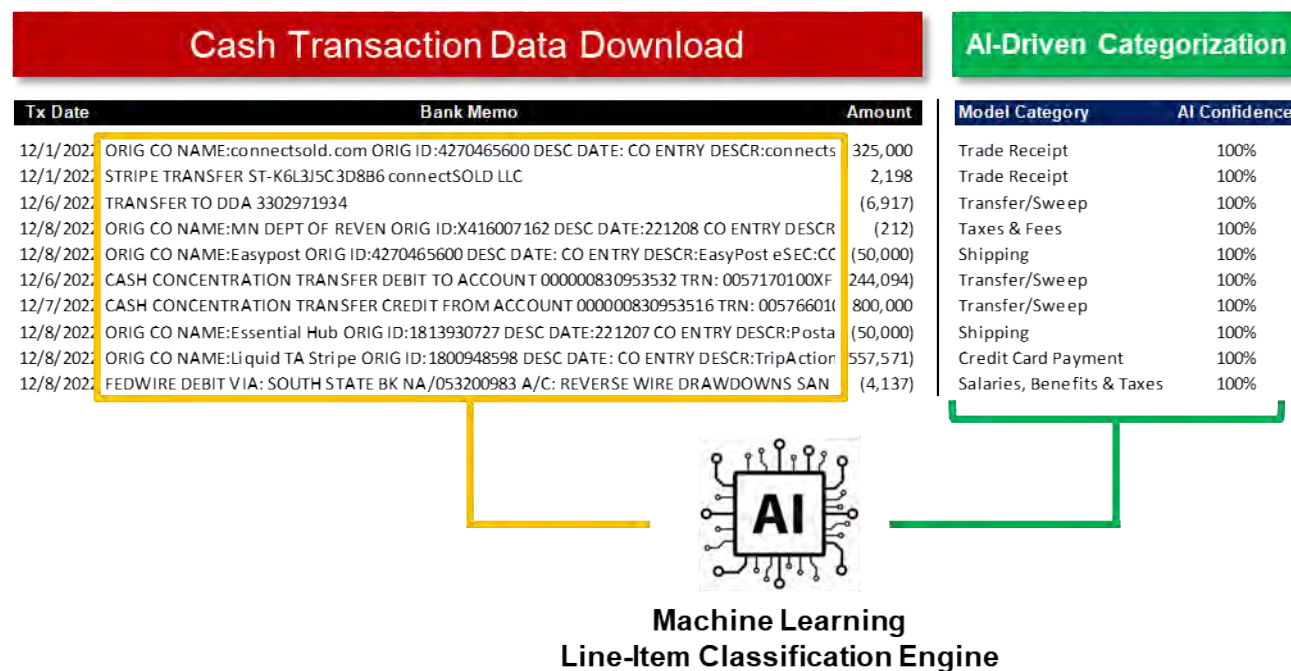 Cash Transaction Data Download AI-Driven Categorization
Tx Date Bank Memo Amount Model Category AI Confidence
12/1/2022 ORIG CO NAME:connectsold.com ORIG ID:4270465600 DESC DATE: CO ENTRY DESCR:connects 325,000 Trade Receipt 100%
12/1/2022 STRIPE TRANSFER ST-K6L3J5C3D8B6 connectSOLD LLC 2,198 Trade Receipt 100%
12/6/2022 TRANSFER TO DDA 3302971934 (6,917) Transfer/Sweep 100%
12/8/2022 ORIG CO NAME:MN DEPT OF REVEN ORIG ID:X416007162 DESC DATE:221208 CO ENTRY DESCR (212) Taxes & Fees 100%
12/8/2022 ORIG CO NAME:Easypost ORIG ID:4270465600 DESC DATE: CO ENTRY DESCR:EasyPost eSEC:CC (50,000) Shipping 100%
12/6/2022 CASH CONCENTRATION TRANSFER DEBIT TO ACCOUNT 000000830953532 TRN: 0057170100XF 244,094) Transfer/Sweep 100%
12/7/2022 CASH CONCENTRATION TRANSFER CREDIT FROM ACCOUNT 000000830953516 TRN: 005766010 800,000 Transfer/Sweep 100%
12/8/2022 ORIG CO NAME:Essential Hub ORIG ID:1813930727 DESC DATE:221207 CO ENTRY DESCR:Posta (50,000) Shipping 100%
12/8/2022 ORIG CO NAME:Liquid TA Stripe ORIG ID:1800948598 DESC DATE: CO ENTRY DESCR:TripAction 557,571) Credit Card Payment 100%
12/8/2022 FEDWIRE DEBIT VIA: SOUTH STATE BK NA/053200983 A/C: REVERSE WIRE DRAWDOWNS SAN (4,137) Salaries, Benefits & Taxes 100%
AI
Machine Learning
Line-Item Classification Engine